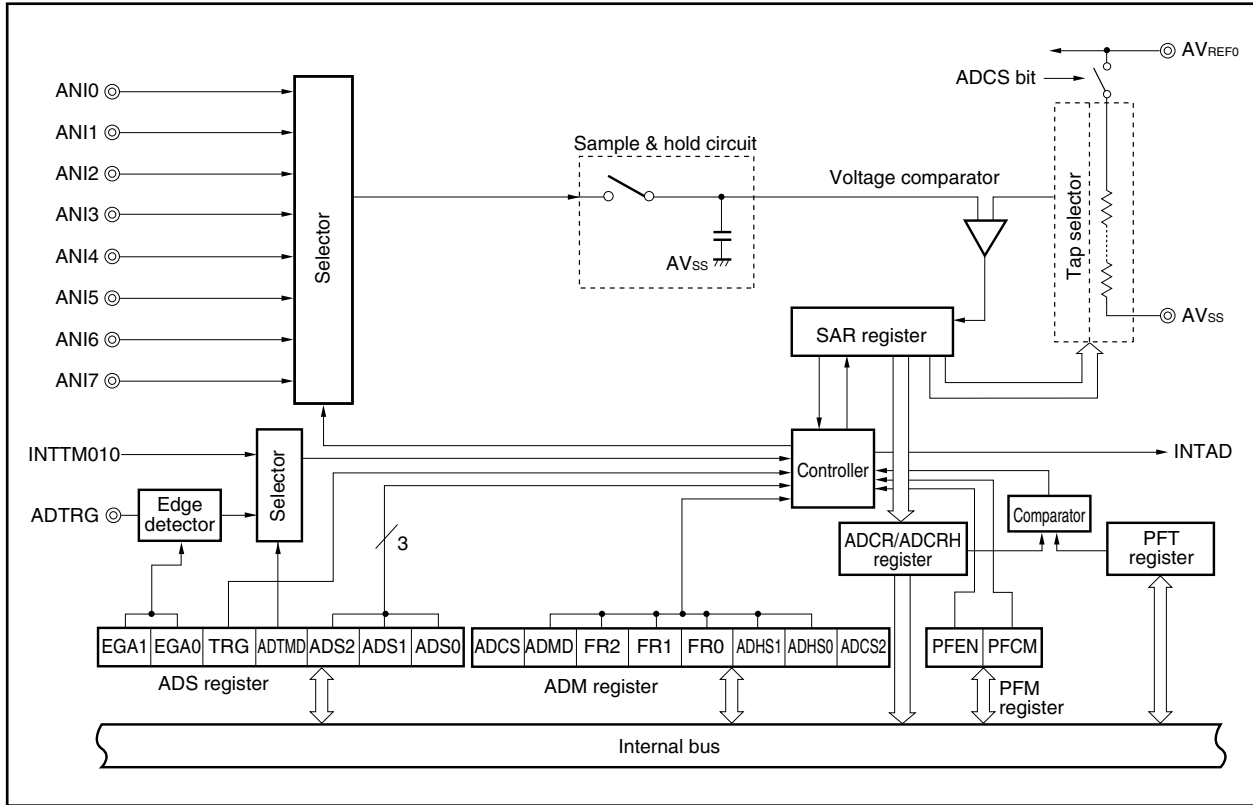 AVREF0
ADCS bit
ANI0
ANI1
ANI2
ANI3
ANI4
ANI5
ANI6
ANI7
Selector
Sample & hold circuit
AVSS
Voltage comparator
Tap selector
AVSS
SAR register
INTTM010
ADTRG
Edge
detector
Selector
3
Controller
INTAD
Comparator
ADCR/ADCRH
register
PFT
register
EGA1 EGA0 TRG ADTMD ADS2 ADS1 ADS0
ADS register
ADCS ADMD FR2 FR1 FR0 ADHS1 ADHS0 ADCS2
ADM register
PFEN PFCM
PFM
register
Internal bus